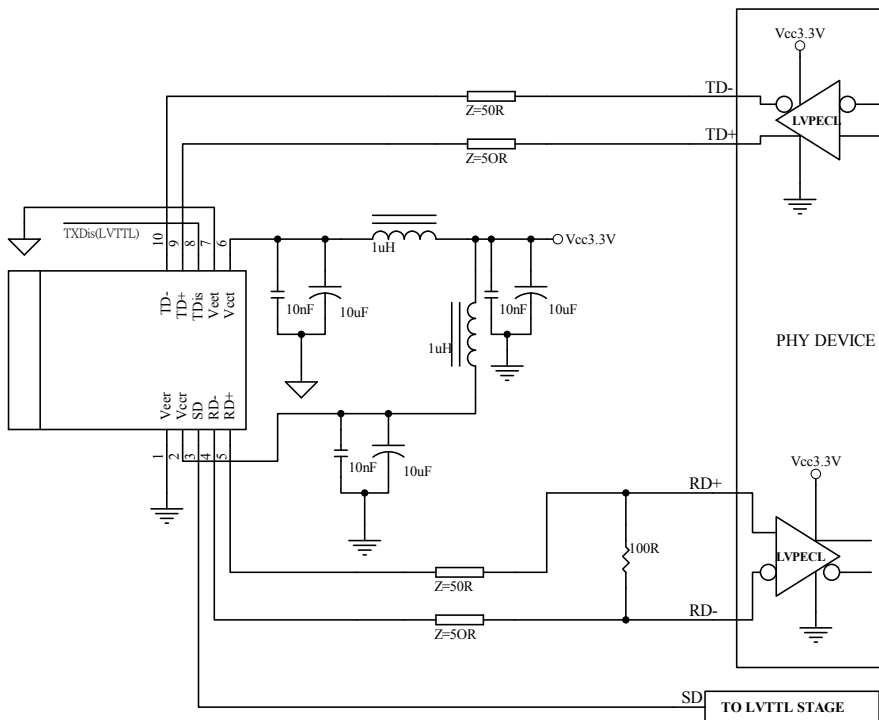 Vcc3.3V
TD-
LVPECL
Z=50R
TD+
Z=5OR
TXDis(LVTTL)
10
9
8
7
6
1uH
Vcc3.3V
TD-
TD+
TDis
Veet
Vcct
10nF
10uF
10nF
10uF
1uH
PHY DEVICE
Veer
Vccr
SD
RD-
RD+
1
2
3
4
5
10nF
10uF
Vcc3.3V
RD+
100R
LVPECL
Z=50R
RD-
Z=5OR
SD
TO LVTTL STAGE